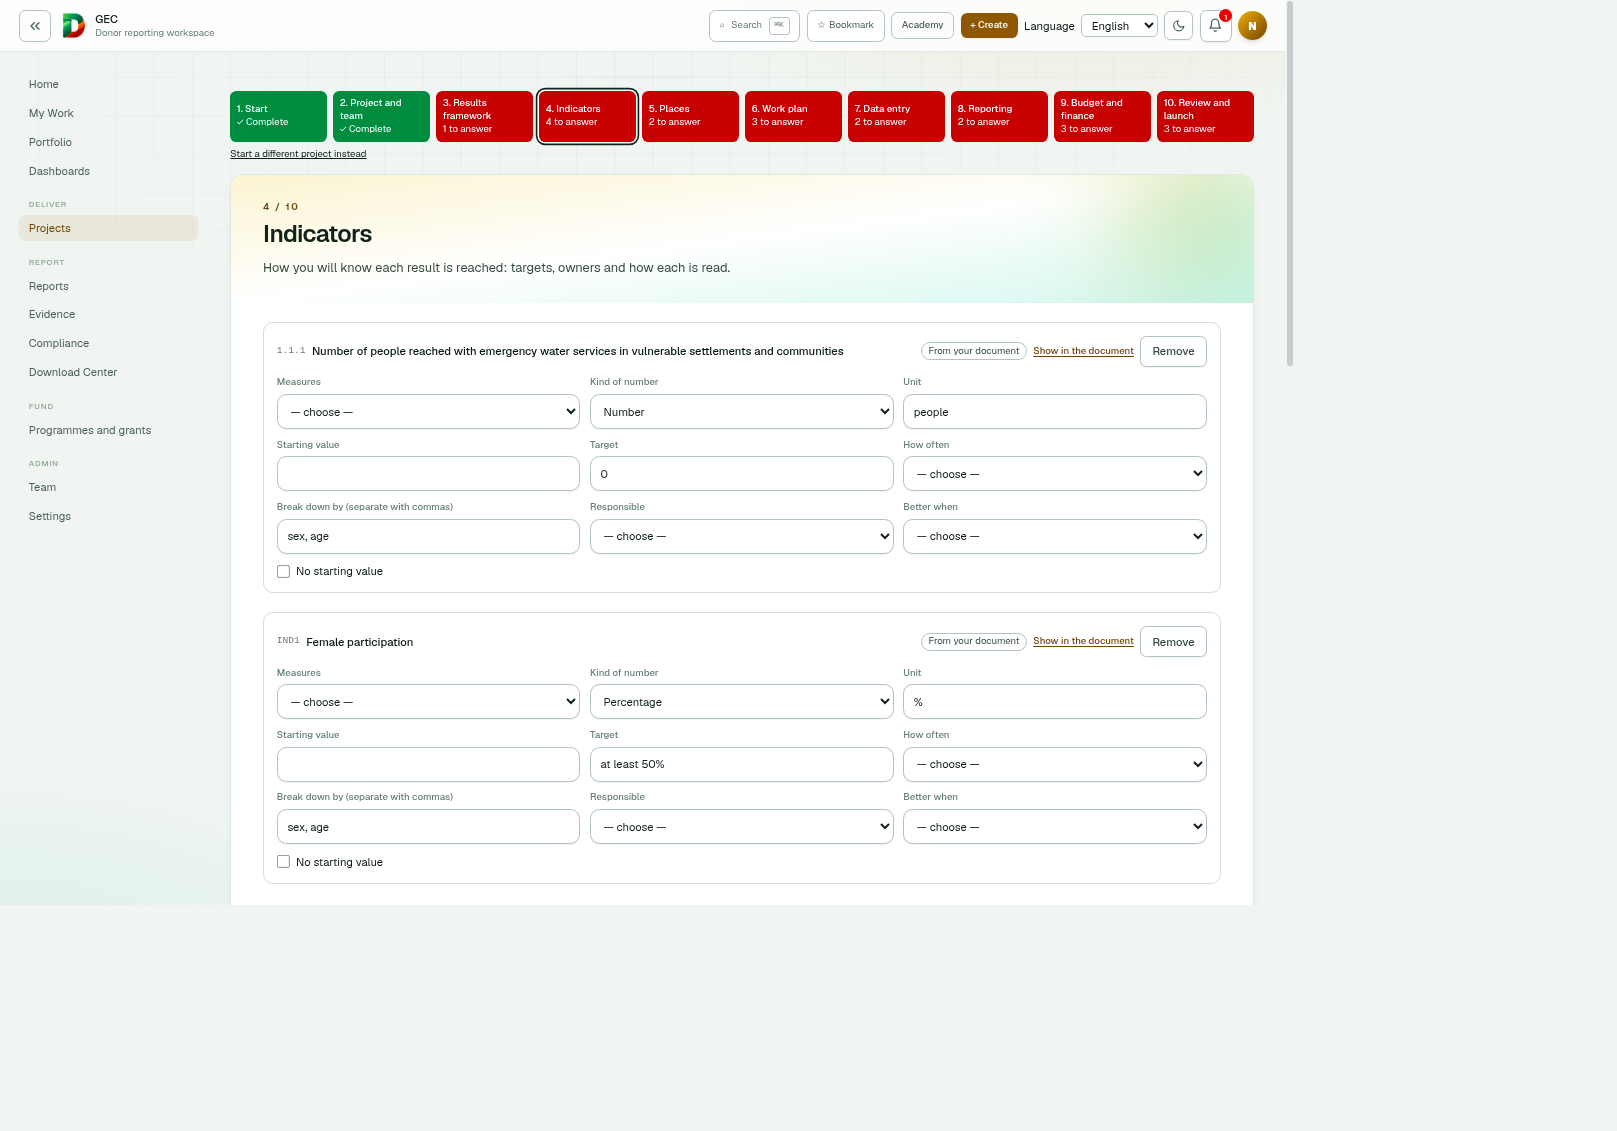 GEC
Donor reporting workspace
Search ⌘K
☆ Bookmark
Academy
+ Create
Language
English
1
N
Home
My Work
Portfolio
Dashboards
DELIVER
Projects
REPORT
Reports
Evidence
Compliance
Download Center
FUND
Programmes and grants
ADMIN
Team
Settings
1. Start
✓ Complete
2. Project and
team
✓ Complete
3. Results
framework
1 to answer
4. Indicators
4 to answer
5. Places
2 to answer
6. Work plan
3 to answer
7. Data entry
2 to answer
8. Reporting
2 to answer
9. Budget and
finance
3 to answer
10. Review and
launch
3 to answer
Start a different project instead
4 / 10
Indicators
How you will know each result is reached: targets, owners and how each is read.
1.1.1 Number of people reached with emergency water services in vulnerable settlements and communities
From your document
Show in the document
Remove
Measures
— choose —
Kind of number
Number
Unit
people
Starting value
Target
0
How often
— choose —
Break down by (separate with commas)
sex, age
Responsible
— choose —
Better when
— choose —
No starting value
IND1 Female participation
From your document
Show in the document
Remove
Measures
— choose —
Kind of number
Percentage
Unit
%
Starting value
Target
at least 50%
How often
— choose —
Break down by (separate with commas)
sex, age
Responsible
— choose —
Better when
— choose —
No starting value